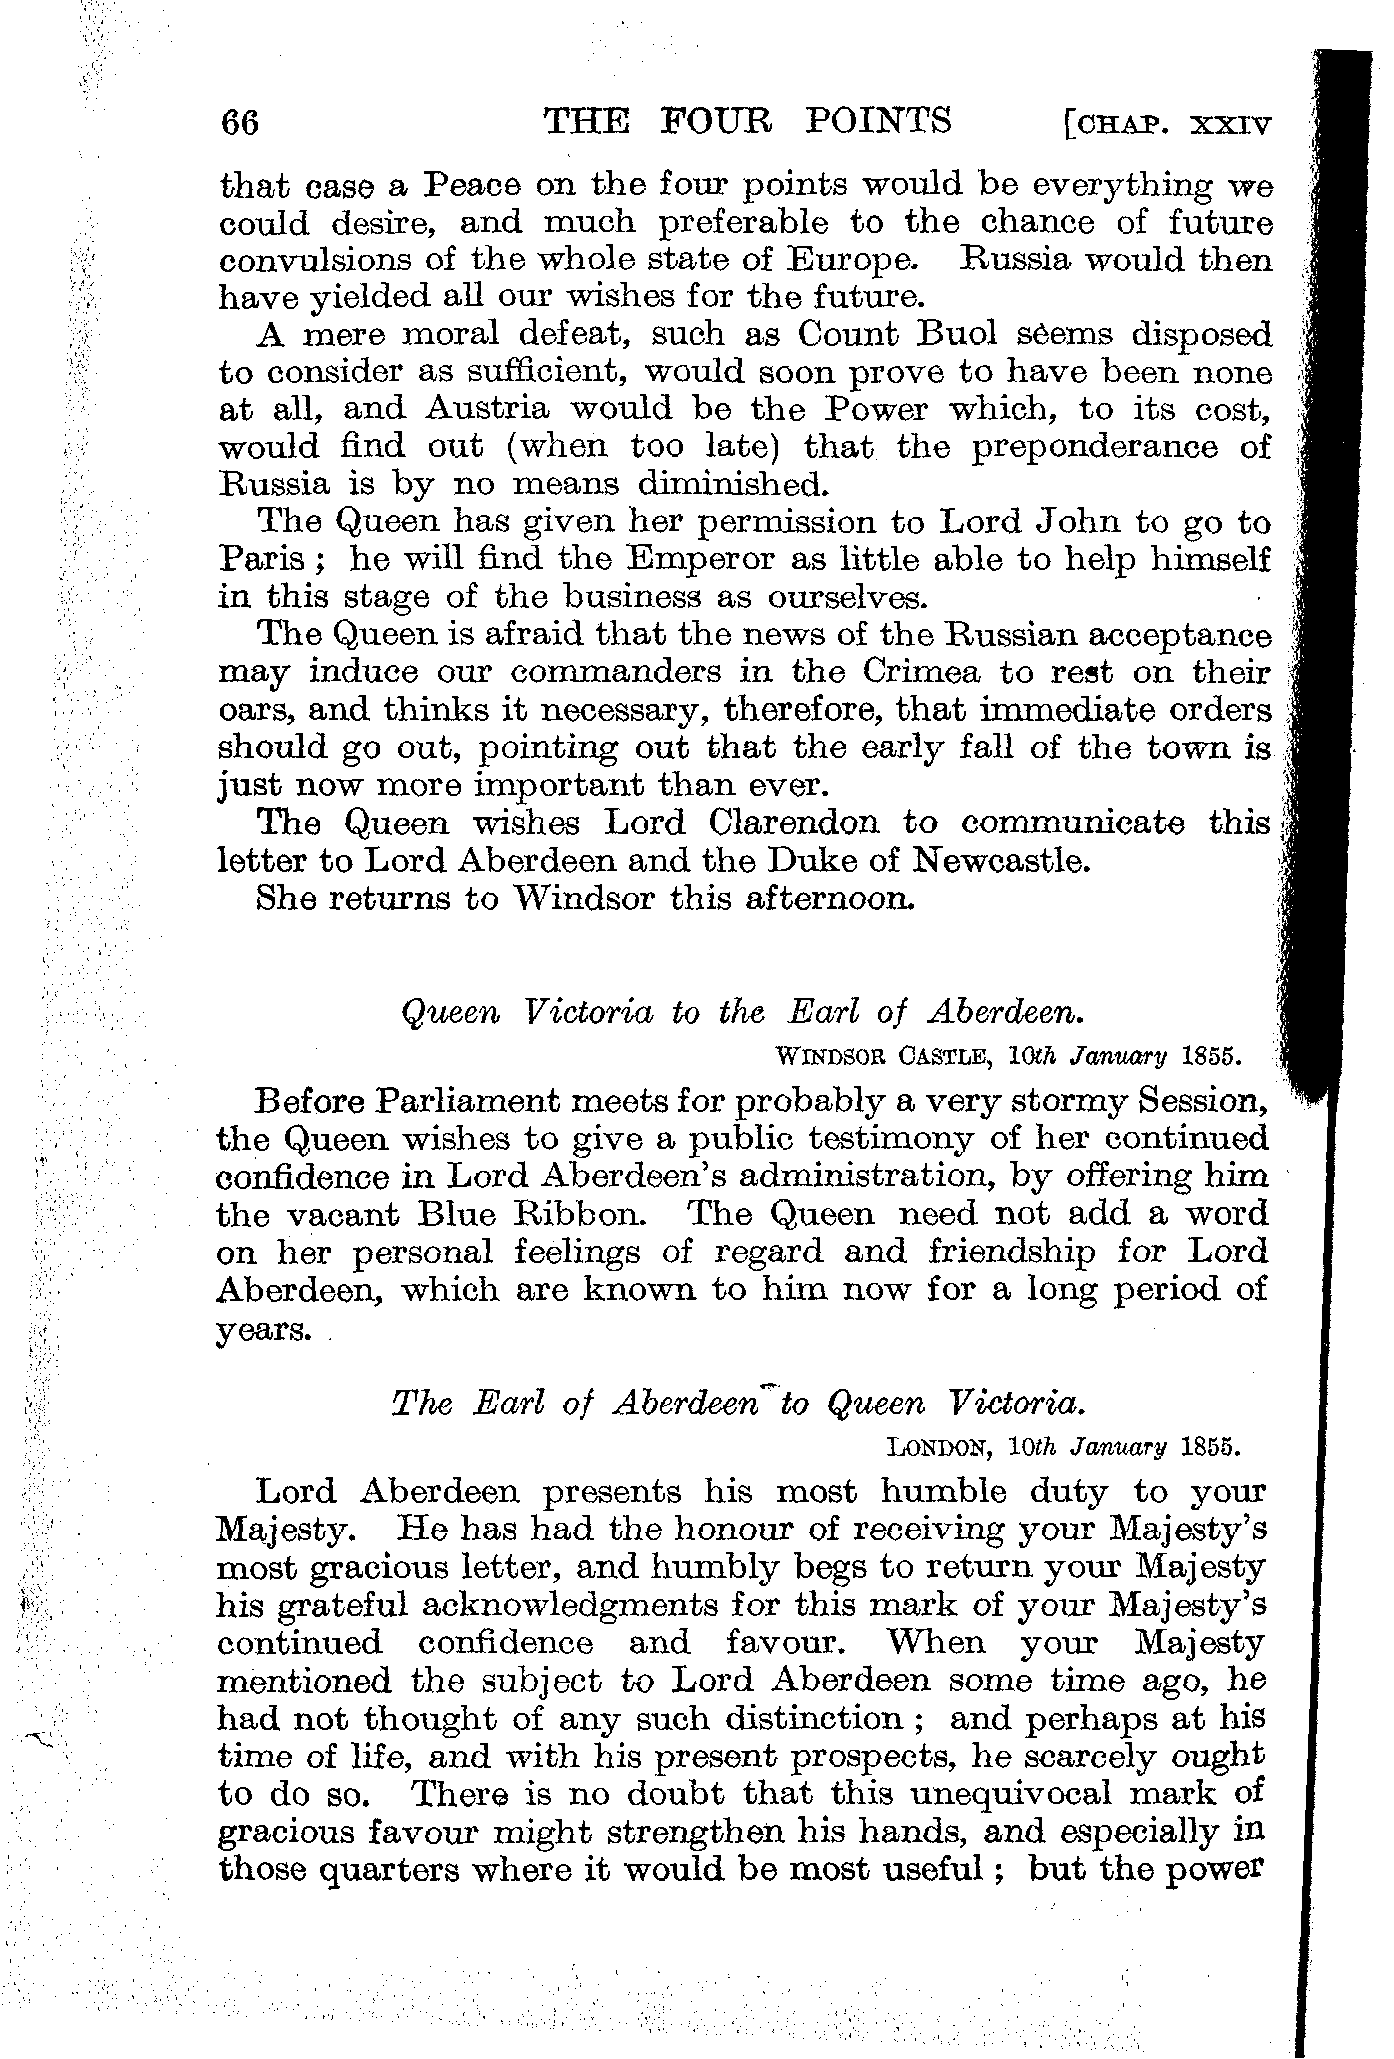 66 THE FOUR POINTS [CHAP. XXIV
that case a Peace on the four points would be everything we
could desire, and much preferable to the chance of future
convulsions of the whole state of Europe. Russia would then
have yielded all our wishes for the future.
A mere moral defeat, such as Count Buol seems disposed
to consider as sufficient, would soon prove to have been none
at all, and Austria would be the Power which, to its cost,
would find out (when too late) that the preponderance of
Russia is by no means diminished.
The Queen has given her permission to Lord John to go to
Paris ; he will find the Emperor as little able to help himself
in this stage of the business as ourselves.
The Queen is afraid that the news of the Russian acceptance
may induce our commanders in the Crimea to rest on their
oars, and thinks it necessary, therefore, that immediate orders
should go out, pointing out that the early fall of the town is
just now more important than ever.
The Queen wishes Lord Clarendon to communicate this
letter to Lord Aberdeen and the Duke of Newcastle.
She returns to Windsor this afternoon.
Queen Victoria to the Earl of Aberdeen.
WINDSOR CASTLE, 10th January 1855.
Before Parliament meets for probably a very stormy Session,
the Queen wishes to give a public testimony of her continued
confidence in Lord Aberdeen's administration, by offering him
the vacant Blue Ribbon. The Queen need not add a word
on her personal feelings of regard and friendship for Lord
Aberdeen, which are known to him now for a long period of
years.
The Earl of Aberdeen to Queen Victoria.
LONDON, 10th January 1855.
Lord Aberdeen presents his most humble duty to your
Majesty. He has had the honour of receiving your Majesty's
most gracious letter, and humbly begs to return your Majesty
his grateful acknowledgments for this mark of your Majesty's
continued confidence and favour. When your Majesty
mentioned the subject to Lord Aberdeen some time ago, he
had not thought of any such distinction ; and perhaps at his
time of life, and with his present prospects, he scarcely ought
to do so. There is no doubt that this unequivocal mark of
gracious favour might strengthen his hands, and especially in
those quarters where it would be most useful ; but the power